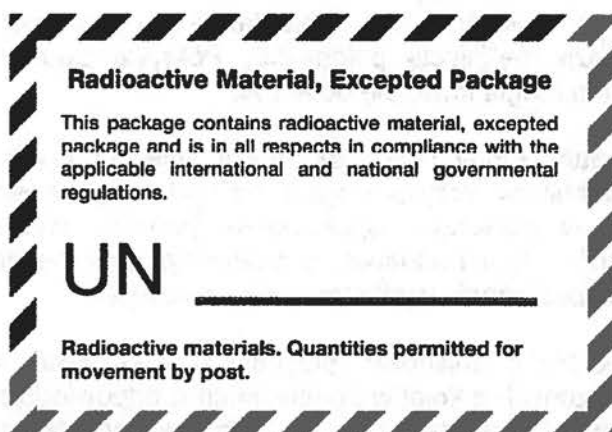 Radioactive Material, Excepted Package
This package contains radioactive material, excepted
package and is in all respects in compliance with the
applicable international and national governmental
regulations.
UN
Radioactive materials. Quantities permitted for
movement by post.